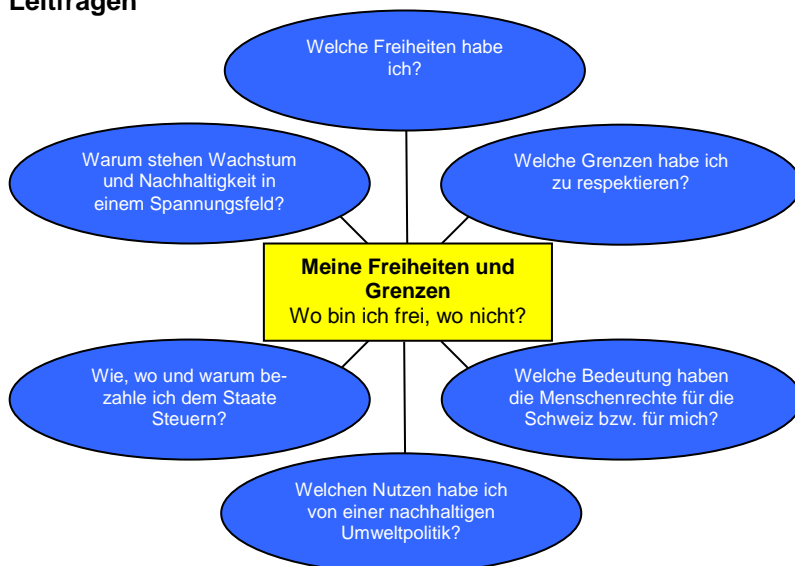 Leitfragen
Welche Freiheiten habe
ich?
Warum stehen Wachstum
und Nachhaltigkeit in
einem Spannungsfeld?
Welche Grenzen habe ich
zu respektieren?
Meine Freiheiten und
Grenzen
Wo bin ich frei, wo nicht?
Wie, wo und warum be-
zahle ich dem Staate
Steuern?
Welche Bedeutung haben
die Menschenrechte für die
Schweiz bzw. für mich?
Welchen Nutzen habe ich
von einer nachhaltigen
Umweltpolitik?